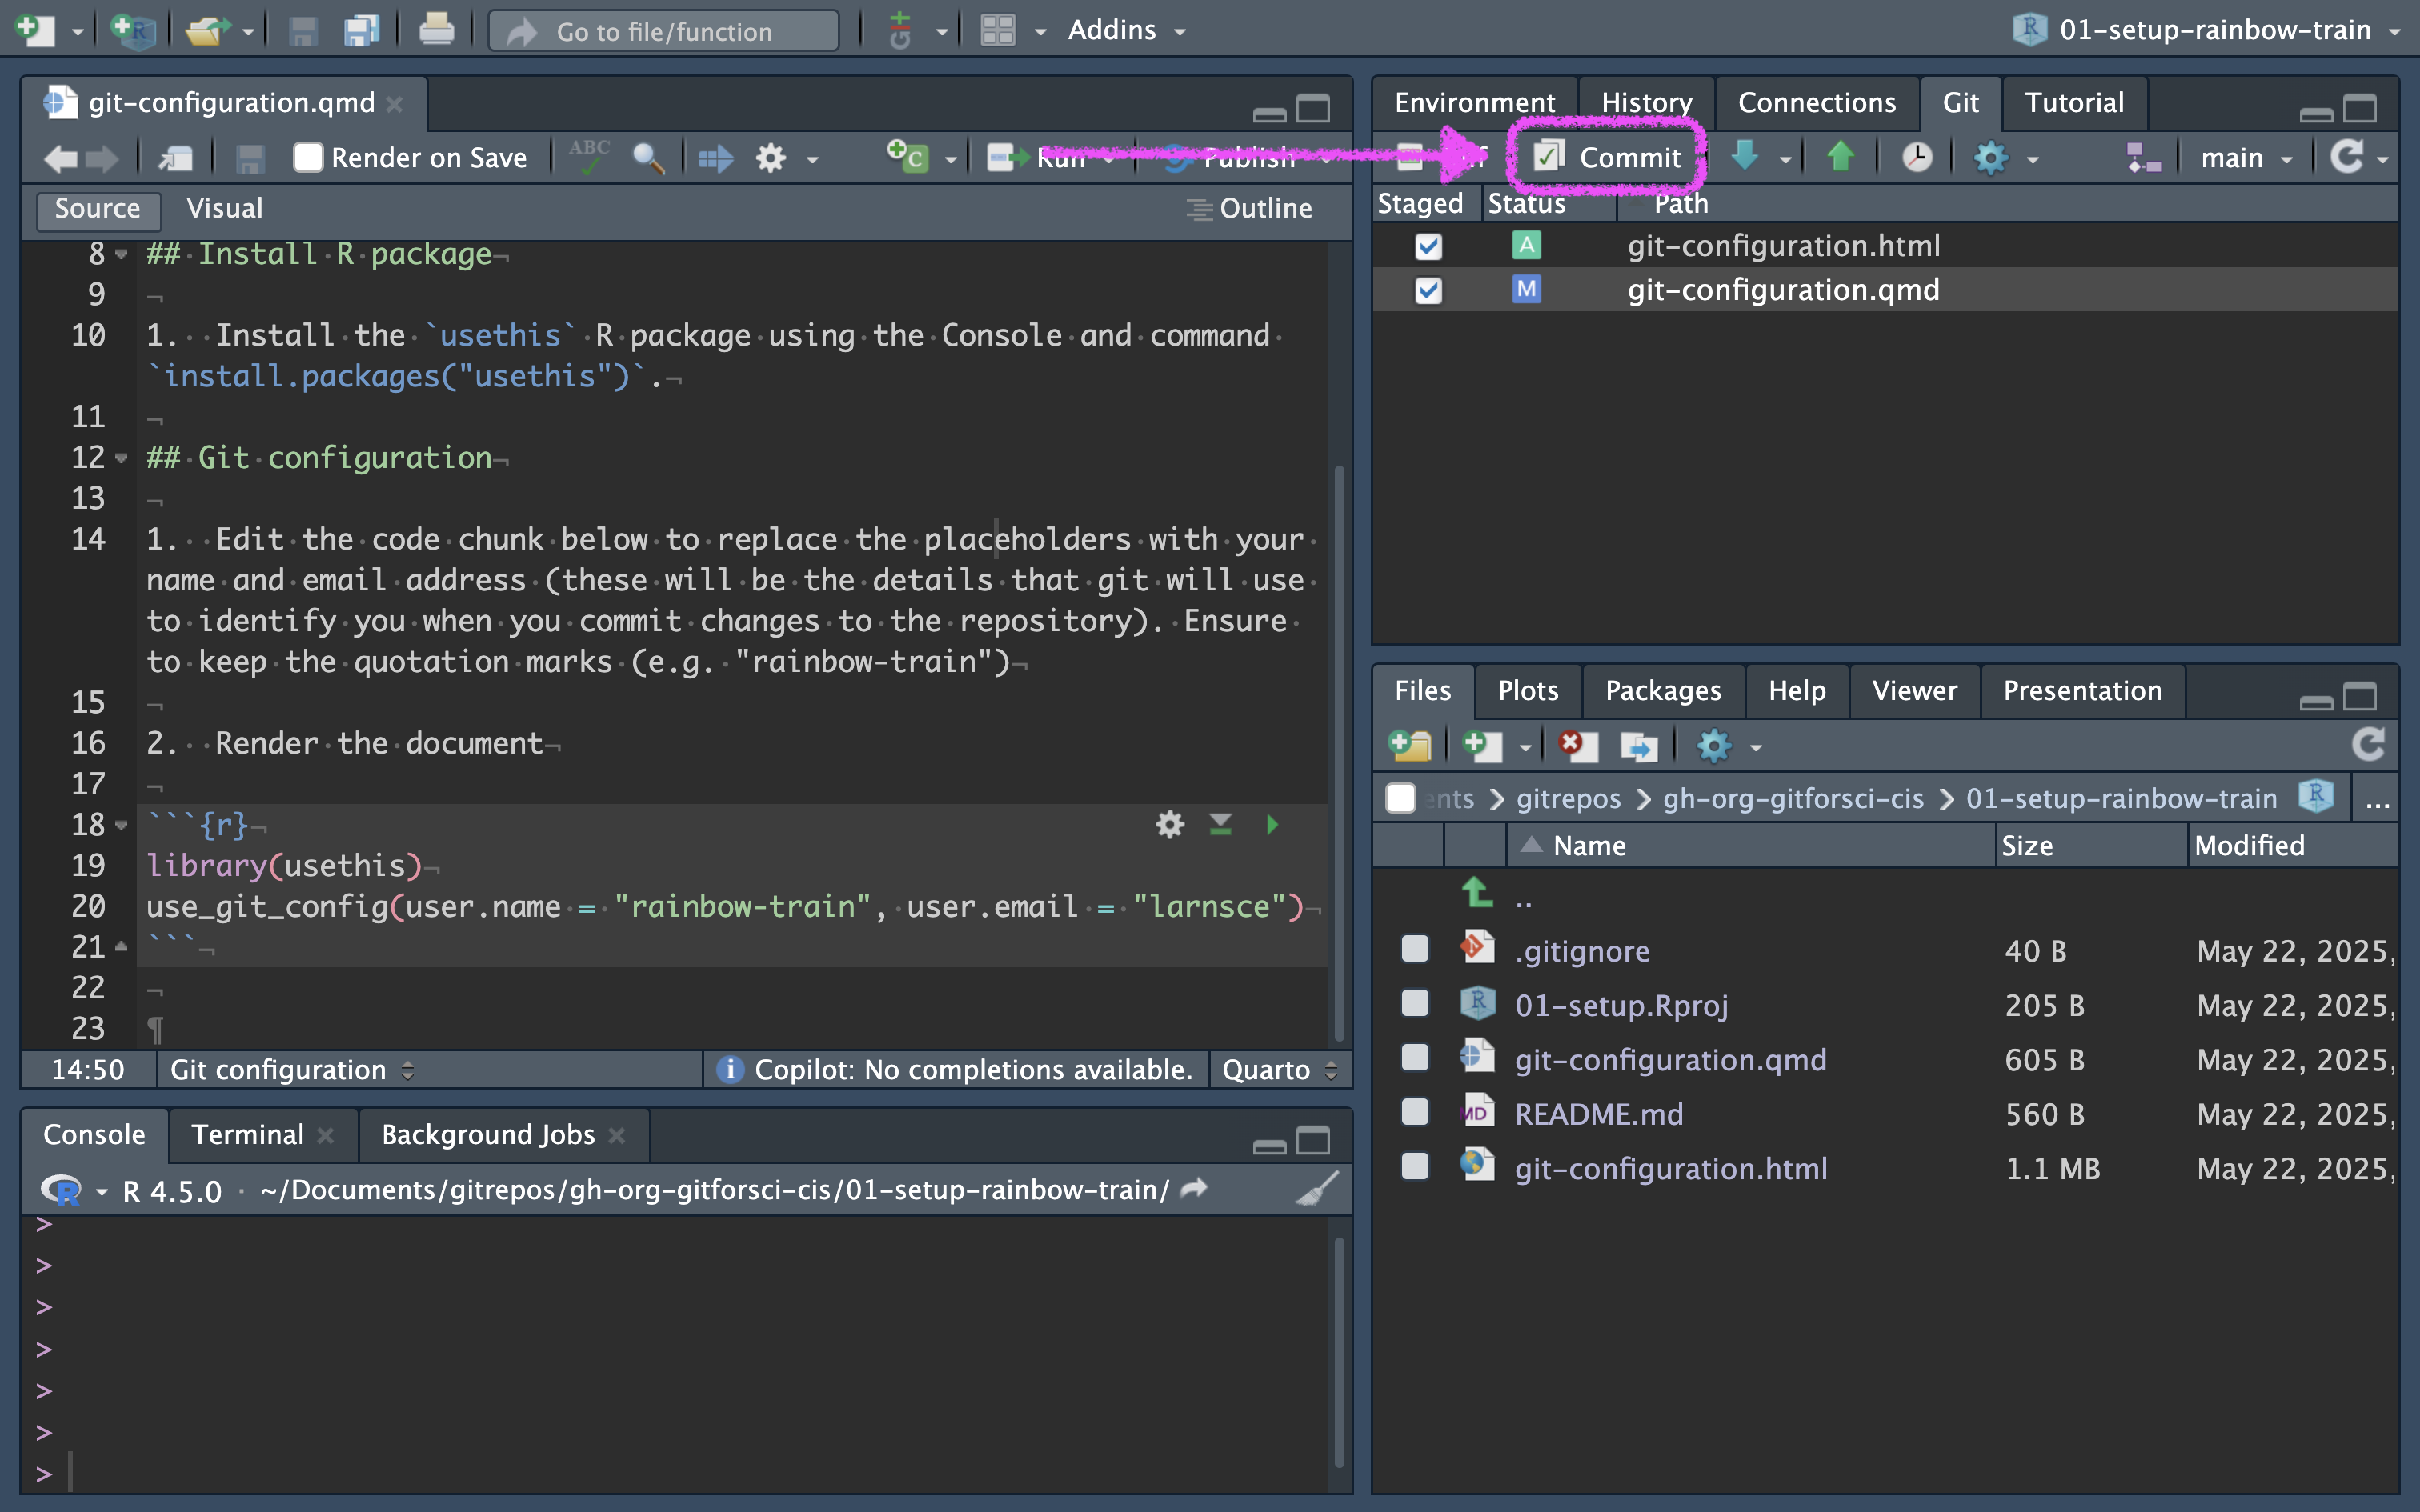 Go to file/function
Addins
01-setup-rainbow-train
git-configuration.qmd
Render on Save
ABC
Run
Publish
Source
Visual
Outline
8 ## Install R package
9
10 1.  Install the `usethis` R package using the Console and command
`install.packages("usethis")`.
11
12 ## Git configuration
13
14 1.  Edit the code chunk below to replace the placeholders with your
name and email address (these will be the details that git will use
to identify you when you commit changes to the repository). Ensure
to keep the quotation marks (e.g. "rainbow-train")
15
16 2.  Render the document
17
18 ```{r}
19 library(usethis)
20 use_git_config(user.name = "rainbow-train", user.email = "larnsce")
21 ```
22
23
14:50
Git configuration
Copilot: No completions available.
Quarto
Console
Terminal
Background Jobs
R 4.5.0 · ~/Documents/gitrepos/gh-org-gitforsci-cis/01-setup-rainbow-train/
>
>
>
>
>
>
>
Environment
History
Connections
Git
Tutorial
Commit
main
Staged Status Path
A git-configuration.html
M git-configuration.qmd
Files
Plots
Packages
Help
Viewer
Presentation
gitrepos > gh-org-gitforsci-cis > 01-setup-rainbow-train ...
Name Size Modified
..
.gitignore 40 B May 22, 2025,
01-setup.Rproj 205 B May 22, 2025,
git-configuration.qmd 605 B May 22, 2025,
README.md 560 B May 22, 2025,
git-configuration.html 1.1 MB May 22, 2025,